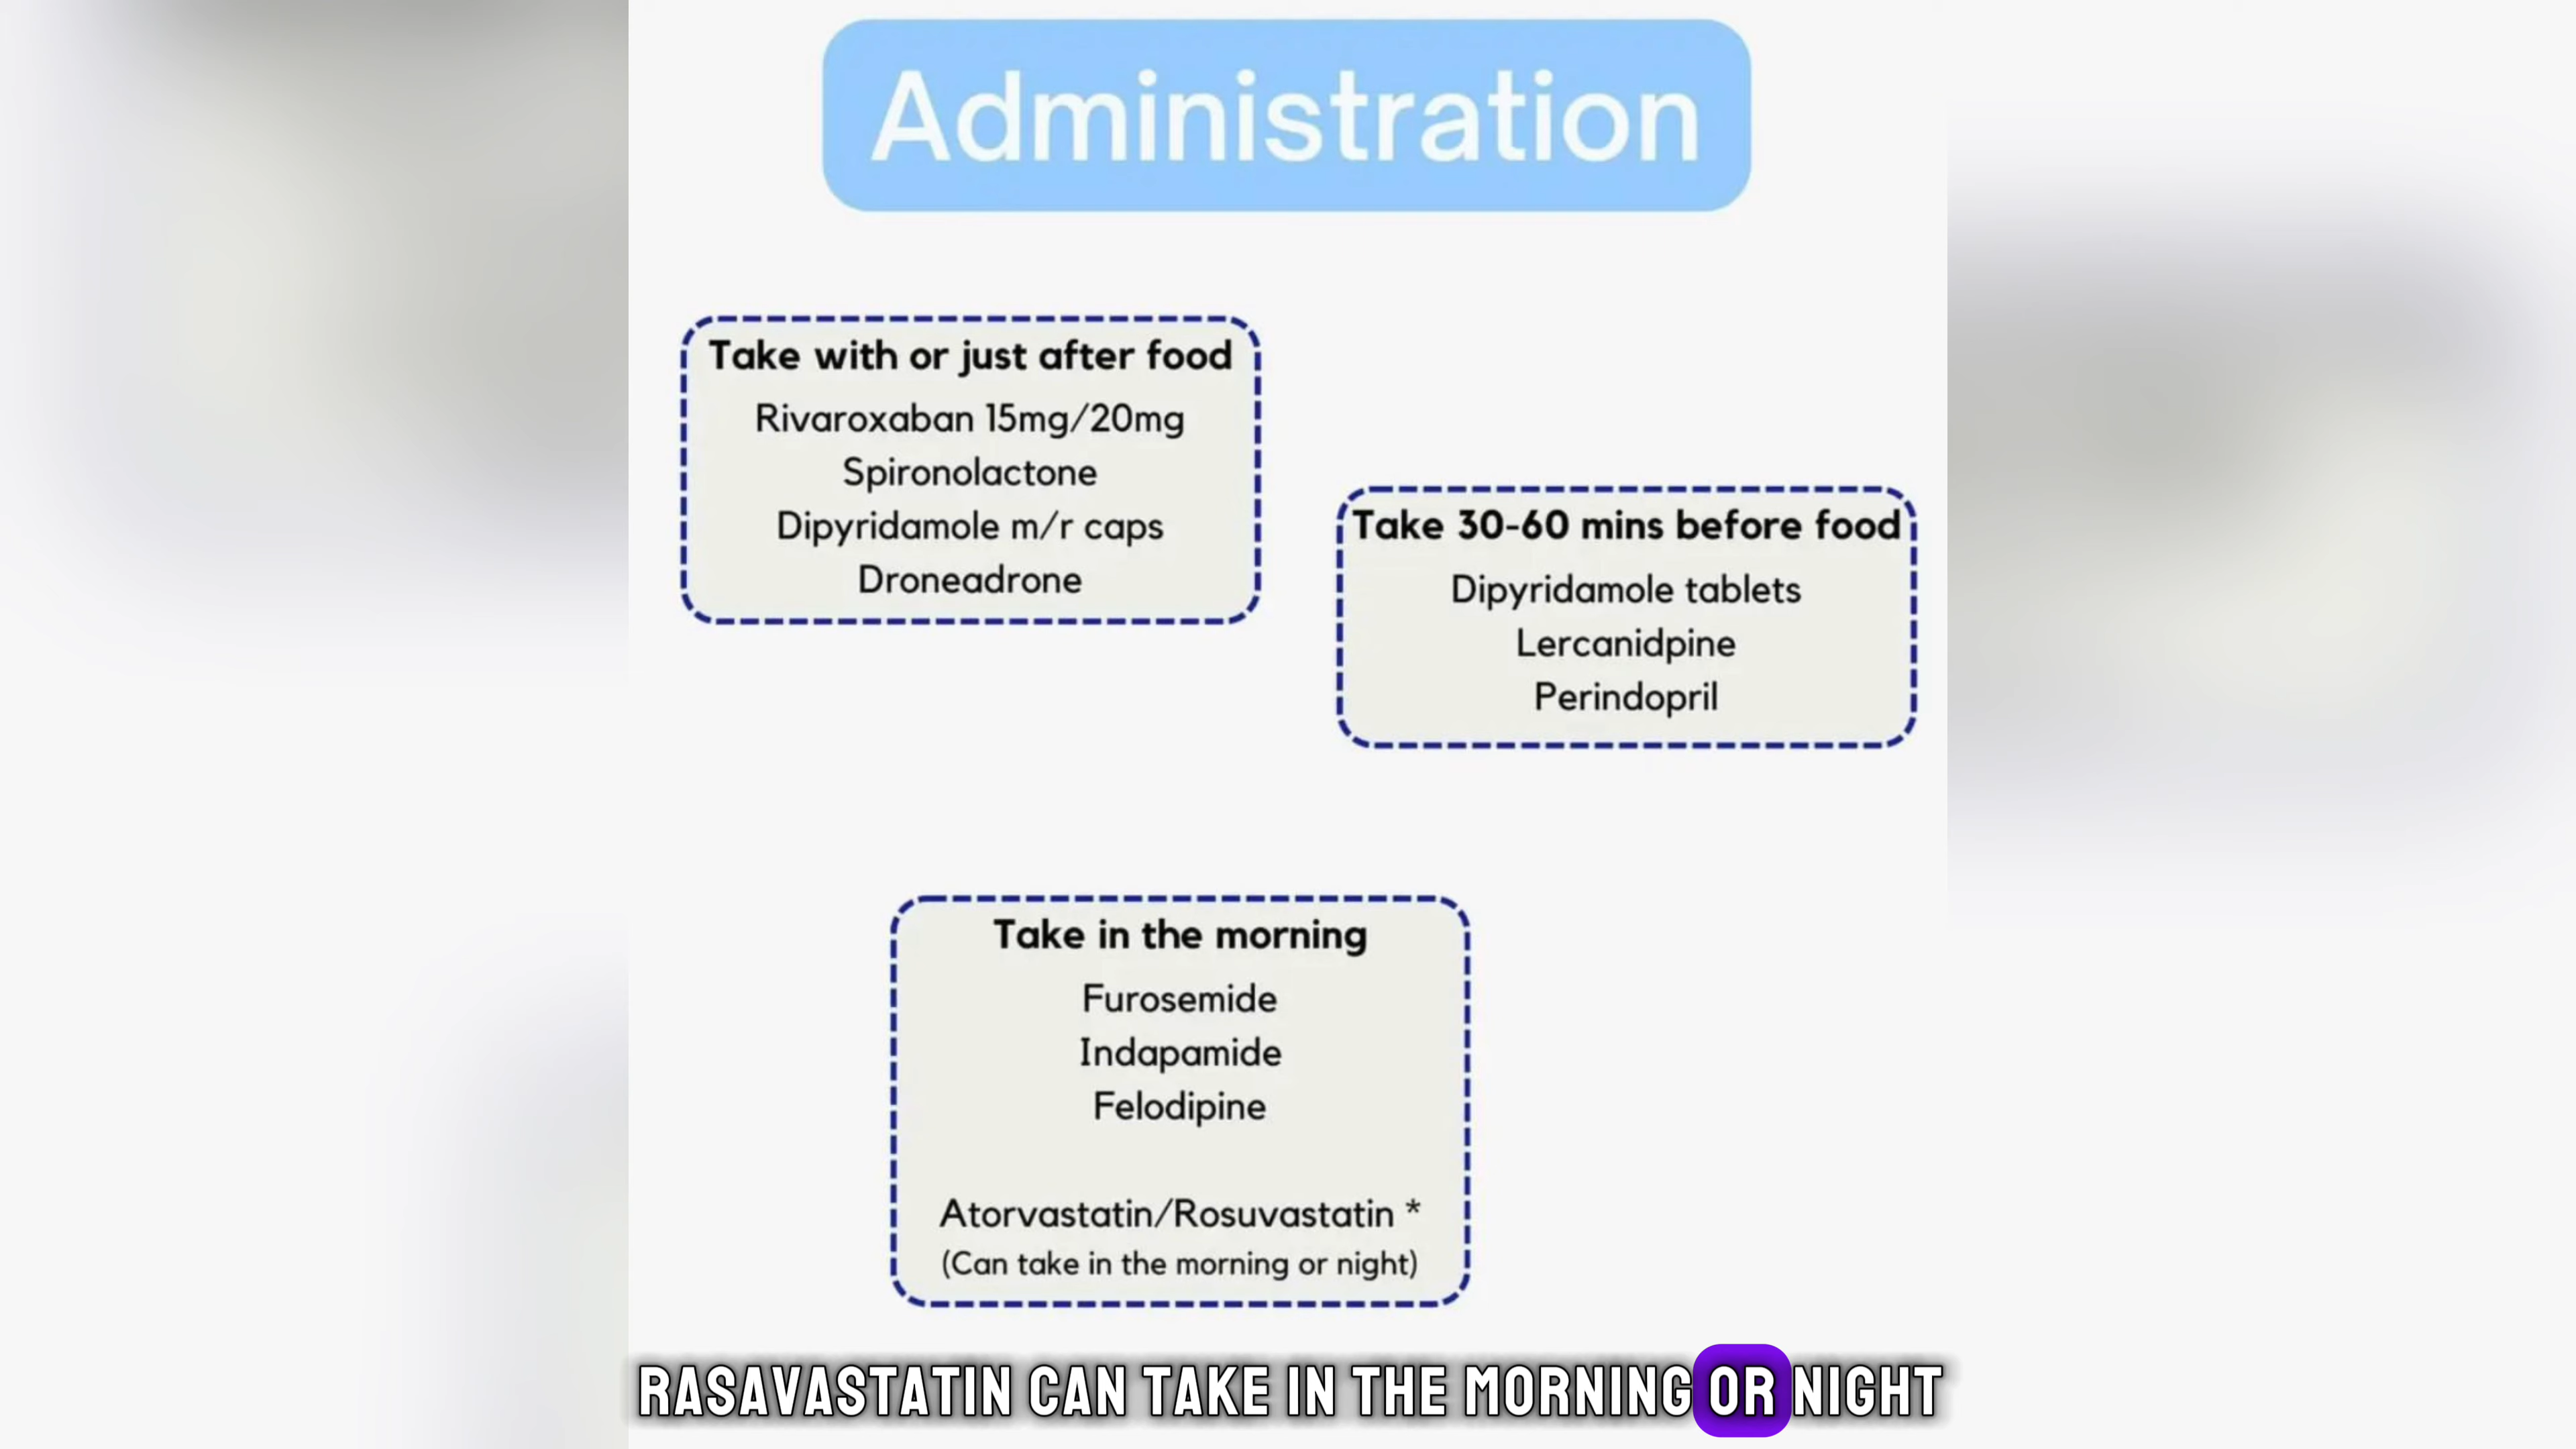 Administration
Take with or just after food
Rivaroxaban 15mg/20mg
Spironolactone
Dipyridamole m/r caps
Droneadrone
Take 30-60 mins before food
Dipyridamole tablets
Lercanidpine
Perindopril
Take in the morning
Furosemide
Indapamide
Felodipine
Atorvastatin/Rosuvastatin *
(Can take in the morning or night)
RASAVASTATIN CAN TAKE IN THE MORNING OR NIGHT